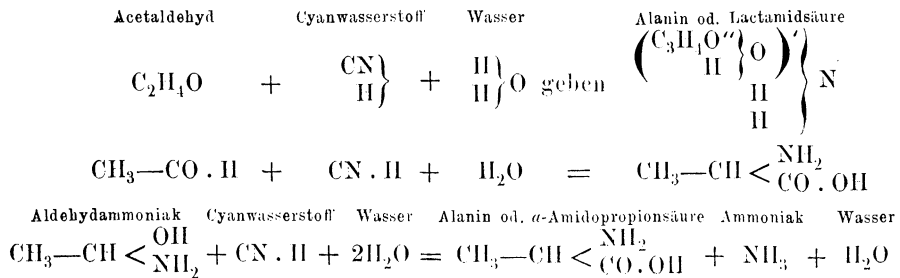 Acetaldehyd Cyanwasserstoff Wasser Alanin od. Lactamidsäure
C₂H₄O + CN H} + H H}O geben ((C₃H₄O″ H}O)′ H H}N
CH₃—CO . H + CN . H + H₂O = CH₃—CH < NH₂ CO . OH
Aldehydammoniak Cyanwasserstoff Wasser Alanin od. α-Amidopropionsäure Ammoniak Wasser
CH₃—CH < OH NH₂ + CN . H + 2H₂O = CH₃—CH < NH₂ CO.OH + NH₃ + H₂O